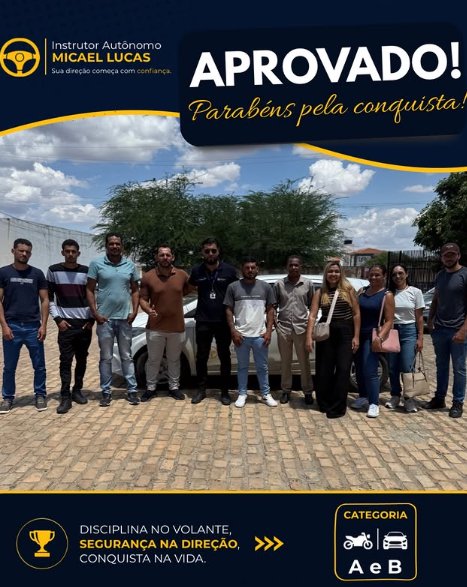 Instrutor Autônomo
MICAEL LUCAS
Sua direção começa com confiança.
APROVADO!
Parabéns pela conquista!
DISCIPLINA NO VOLANTE,
SEGURANÇA NA DIREÇÃO,
CONQUISTA NA VIDA.
CATEGORIA
A e B